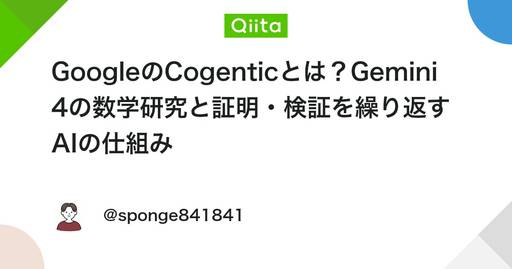 Qiita
GoogleのCogenticとは？Gemini
4の数学研究と証明・検証を繰り返す
AIの仕組み
@sponge841841